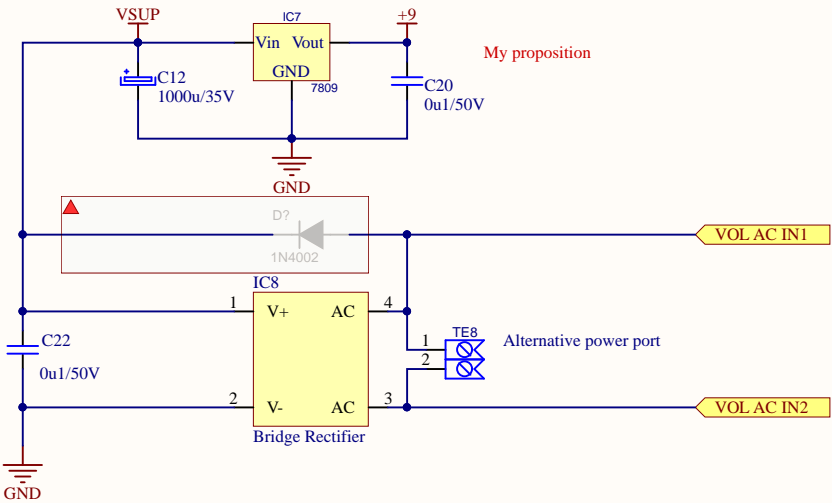 VSUP
IC7
+9
Vin Vout
My proposition
GND
+
C12
1000u/35V
7809
C20
0u1/50V
GND
D?
VOL AC IN1
1N4002
IC8
1 V+ AC 4
C22
TE8
1
Alternative power port
2
0u1/50V
2 V- AC 3
VOL AC IN2
Bridge Rectifier
GND